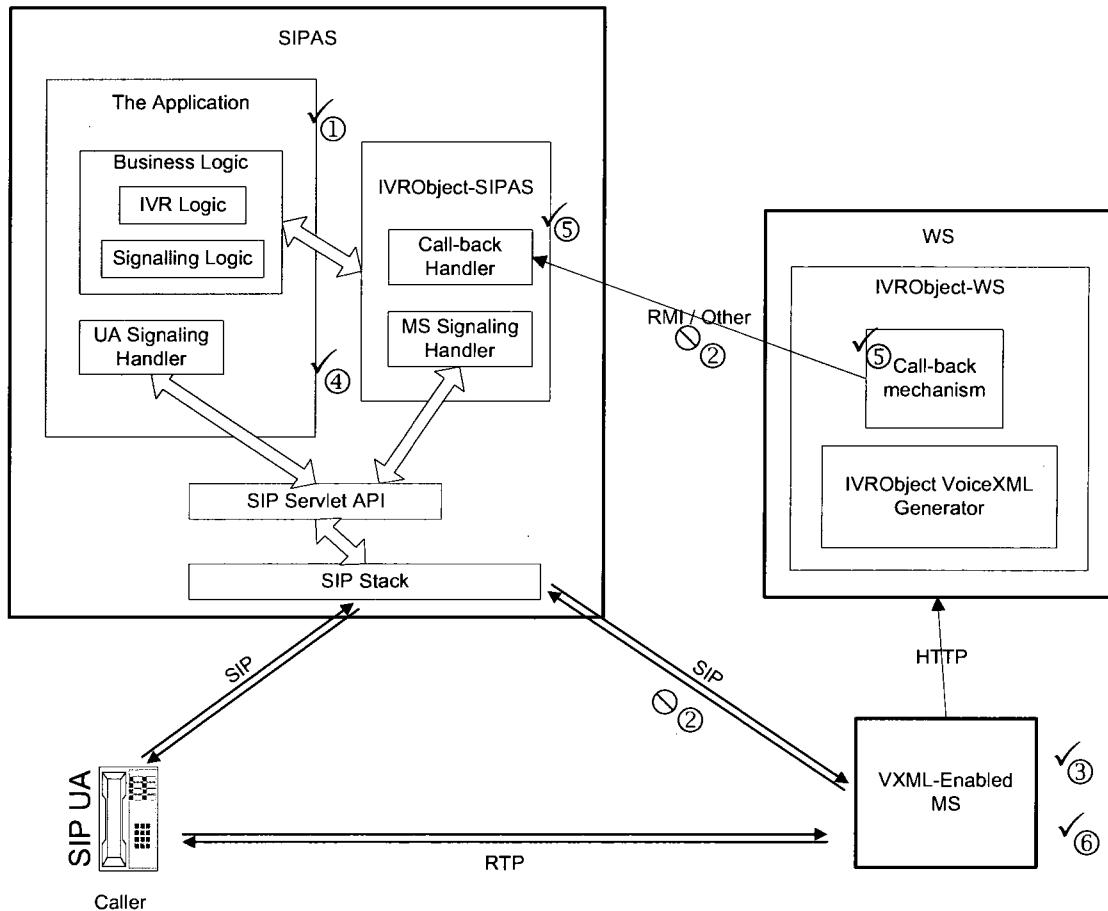 SIPAS
The Application
✓①
Business Logic
IVR Logic
Signalling Logic
IVRObject-SIPAS
✓⑤
Call-back
Handler
UA Signaling
Handler
✓④
MS Signaling
Handler
RMI / Other
②
WS
IVRObject-WS
✓⑤
Call-back
mechanism
IVRObject VoiceXML
Generator
SIP Servlet API
SIP Stack
SIP
SIP
②
HTTP
VXML-Enabled
MS
✓③
✓⑥
SIP UA
RTP
Caller